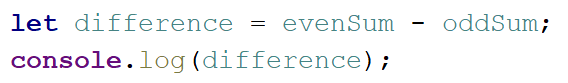 let difference = evenSum - oddSum;
console.log(difference);